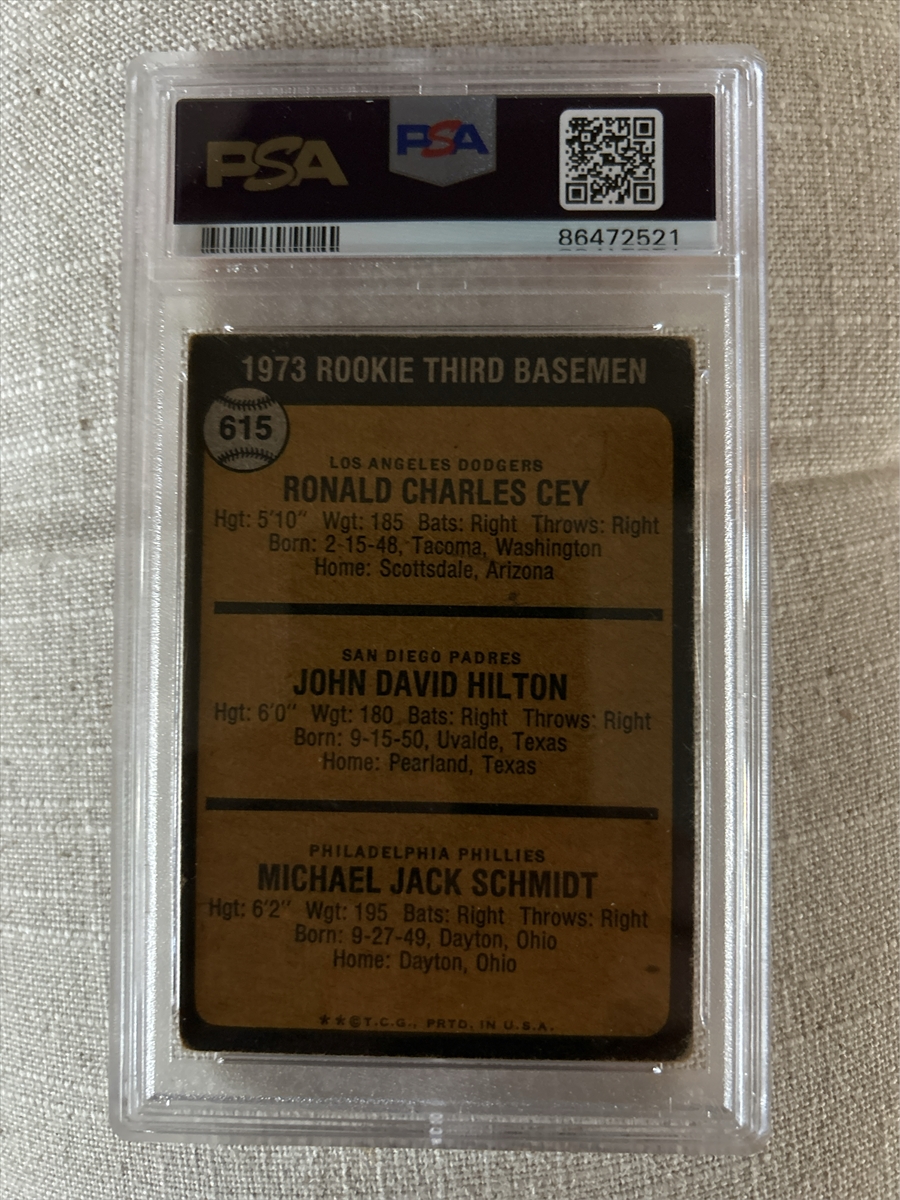 PSA
PSA
86472521
1973 ROOKIE THIRD BASEMEN
615
LOS ANGELES DODGERS
RONALD CHARLES CEY
Hgt: 5'10" Wgt: 185 Bats: Right Throws: Right
Born: 2-15-48, Tacoma, Washington
Home: Scottsdale, Arizona
SAN DIEGO PADRES
JOHN DAVID HILTON
Hgt: 6'0" Wgt: 180 Bats: Right Throws: Right
Born: 9-15-50, Uvalde, Texas
Home: Pearland, Texas
PHILADELPHIA PHILLIES
MICHAEL JACK SCHMIDT
Hgt: 6'2" Wgt: 195 Bats: Right Throws: Right
Born: 9-27-49, Dayton, Ohio
Home: Dayton, Ohio
★★©T.C.G., PRTD. IN U.S.A.